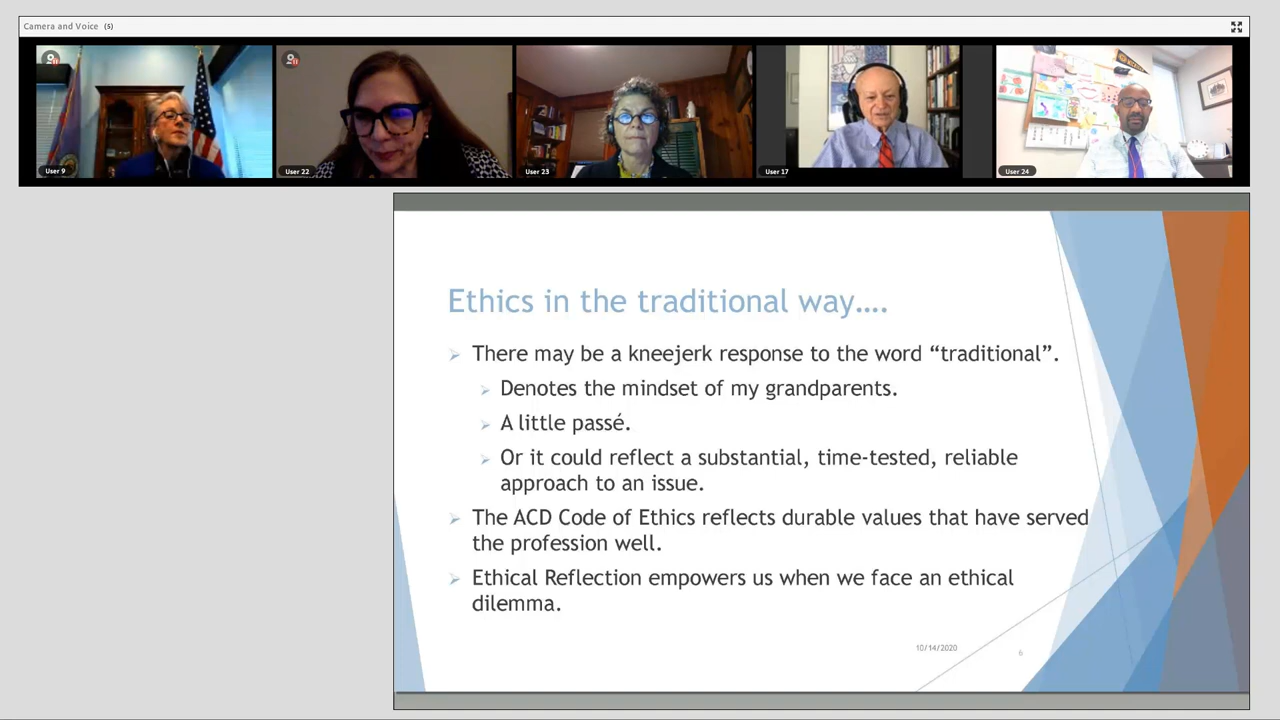 Camera and Voice (5)
User 9
User 22
User 23
User 17
User 24
Ethics in the traditional way….
There may be a kneejerk response to the word “traditional”.
Denotes the mindset of my grandparents.
A little passé.
Or it could reflect a substantial, time-tested, reliable
approach to an issue.
The ACD Code of Ethics reflects durable values that have served
the profession well.
Ethical Reflection empowers us when we face an ethical
dilemma.
10/14/2020
6